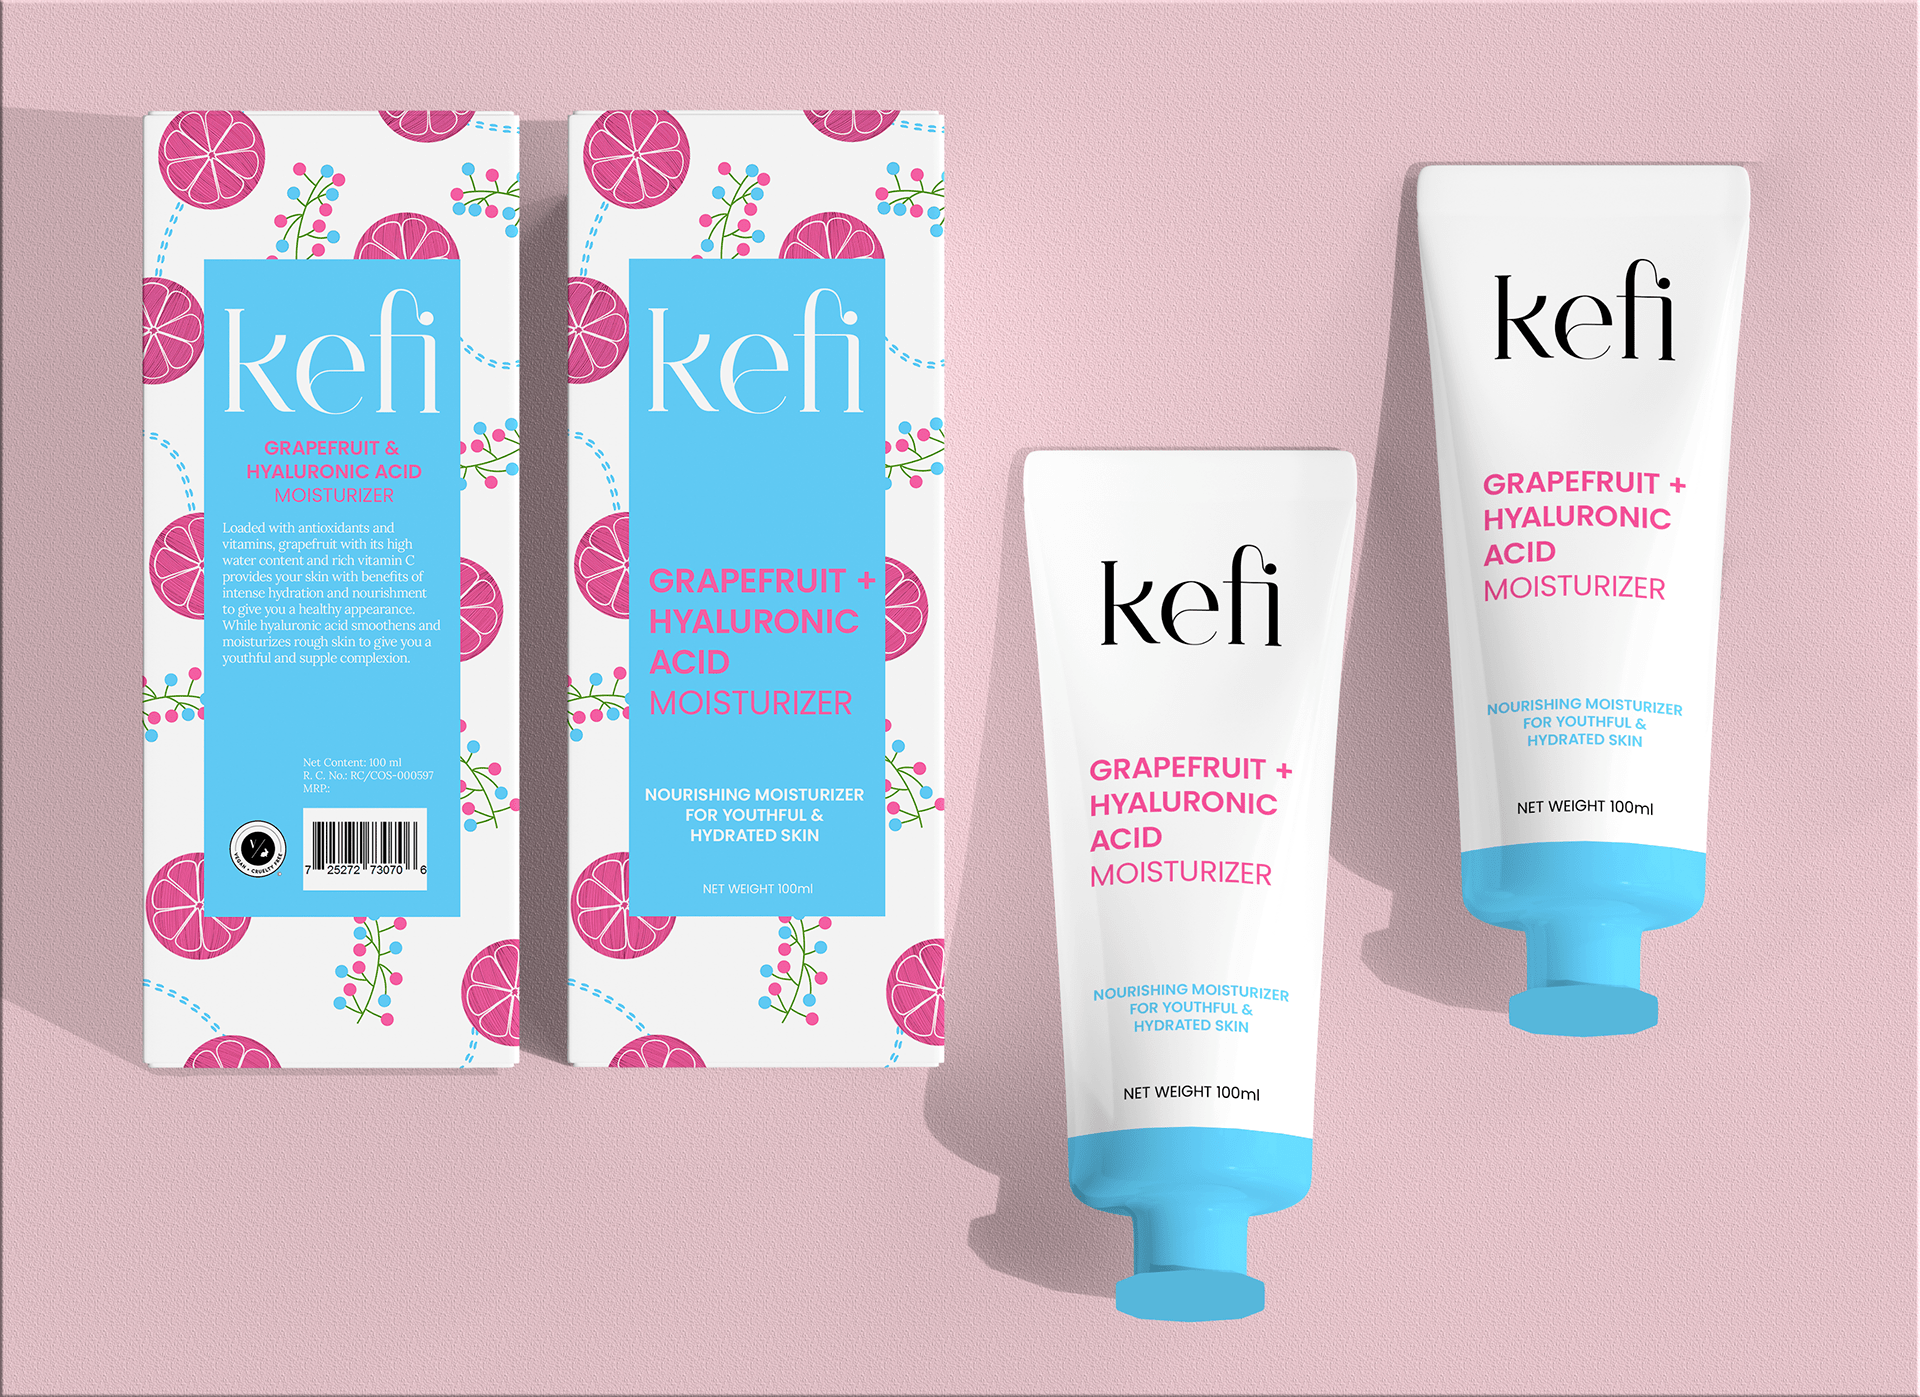 kefi
GRAPEFRUIT &
HYALURONIC ACID
MOISTURIZER
Loaded with antioxidants and
vitamins, grapefruit with its high
water content and rich vitamin C
provides your skin with benefits of
intense hydration and nourishment
to give you a healthy appearance.
While hyaluronic acid smoothens and
moisturizes rough skin to give you a
youthful and supple complexion.
Net Content: 100 ml
R. C. No.: RC/COS-000597
MRP.:
VEGAN • CRUELTY FREE
7 25272 73070 6
kefi
GRAPEFRUIT +
HYALURONIC
ACID
MOISTURIZER
NOURISHING MOISTURIZER
FOR YOUTHFUL &
HYDRATED SKIN
NET WEIGHT 100ml
kefi
GRAPEFRUIT +
HYALURONIC
ACID
MOISTURIZER
NOURISHING MOISTURIZER
FOR YOUTHFUL &
HYDRATED SKIN
NET WEIGHT 100ml
kefi
GRAPEFRUIT +
HYALURONIC
ACID
MOISTURIZER
NOURISHING MOISTURIZER
FOR YOUTHFUL &
HYDRATED SKIN
NET WEIGHT 100ml